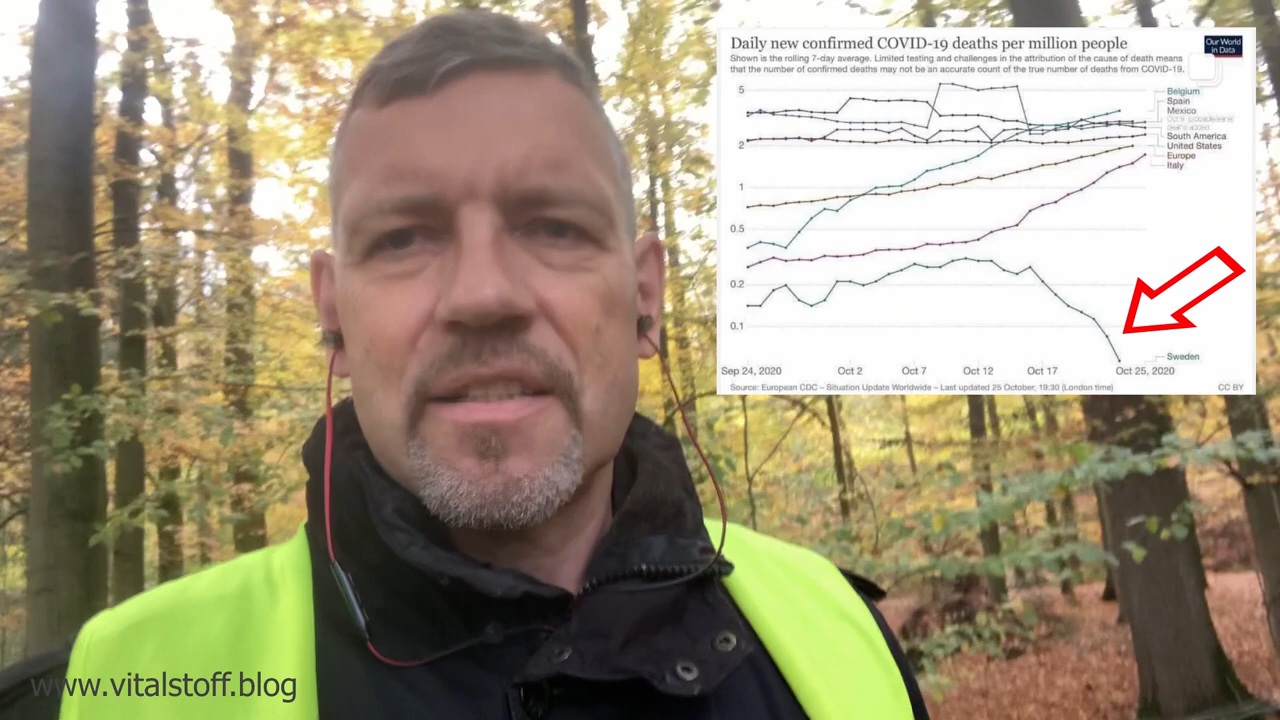 Daily new confirmed COVID-19 deaths per million people
Our World
in Data
Shown is the rolling 7-day average. Limited testing and challenges in the attribution of the cause of death means
that the number of confirmed deaths may not be an accurate count of the true number of deaths from COVID-19.
5
2
1
0.5
0.2
0.1
Belgium
Spain
Mexico
South America
United States
Europe
Italy
Sweden
Sep 24, 2020
Oct 2
Oct 7
Oct 12
Oct 17
Oct 25, 2020
Source: European CDC – Situation Update Worldwide – Last updated 25 October, 19:30 (London time)
CC BY
www.vitalstoff.blog